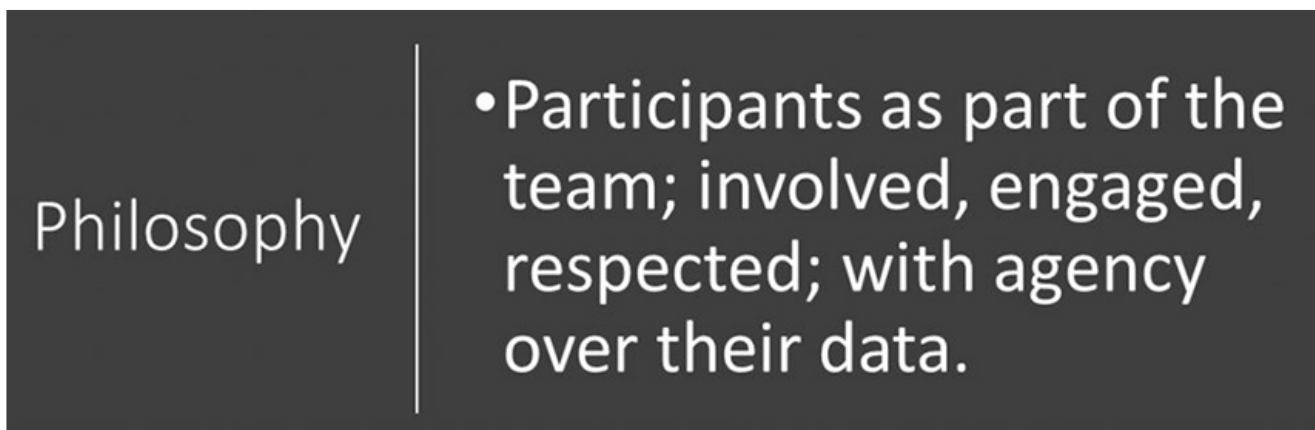 Philosophy
•Participants as part of the
team; involved, engaged,
respected; with agency
over their data.